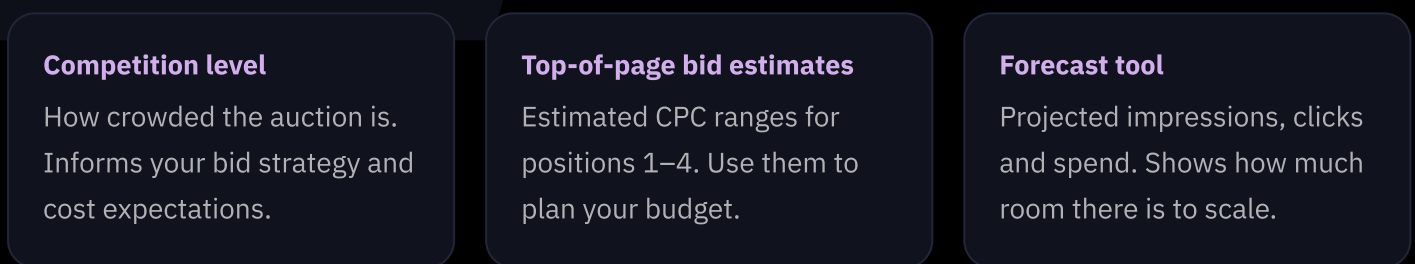 Competition level
How crowded the auction is.
Informs your bid strategy and
cost expectations.
Top-of-page bid estimates
Estimated CPC ranges for
positions 1–4. Use them to
plan your budget.
Forecast tool
Projected impressions, clicks
and spend. Shows how much
room there is to scale.